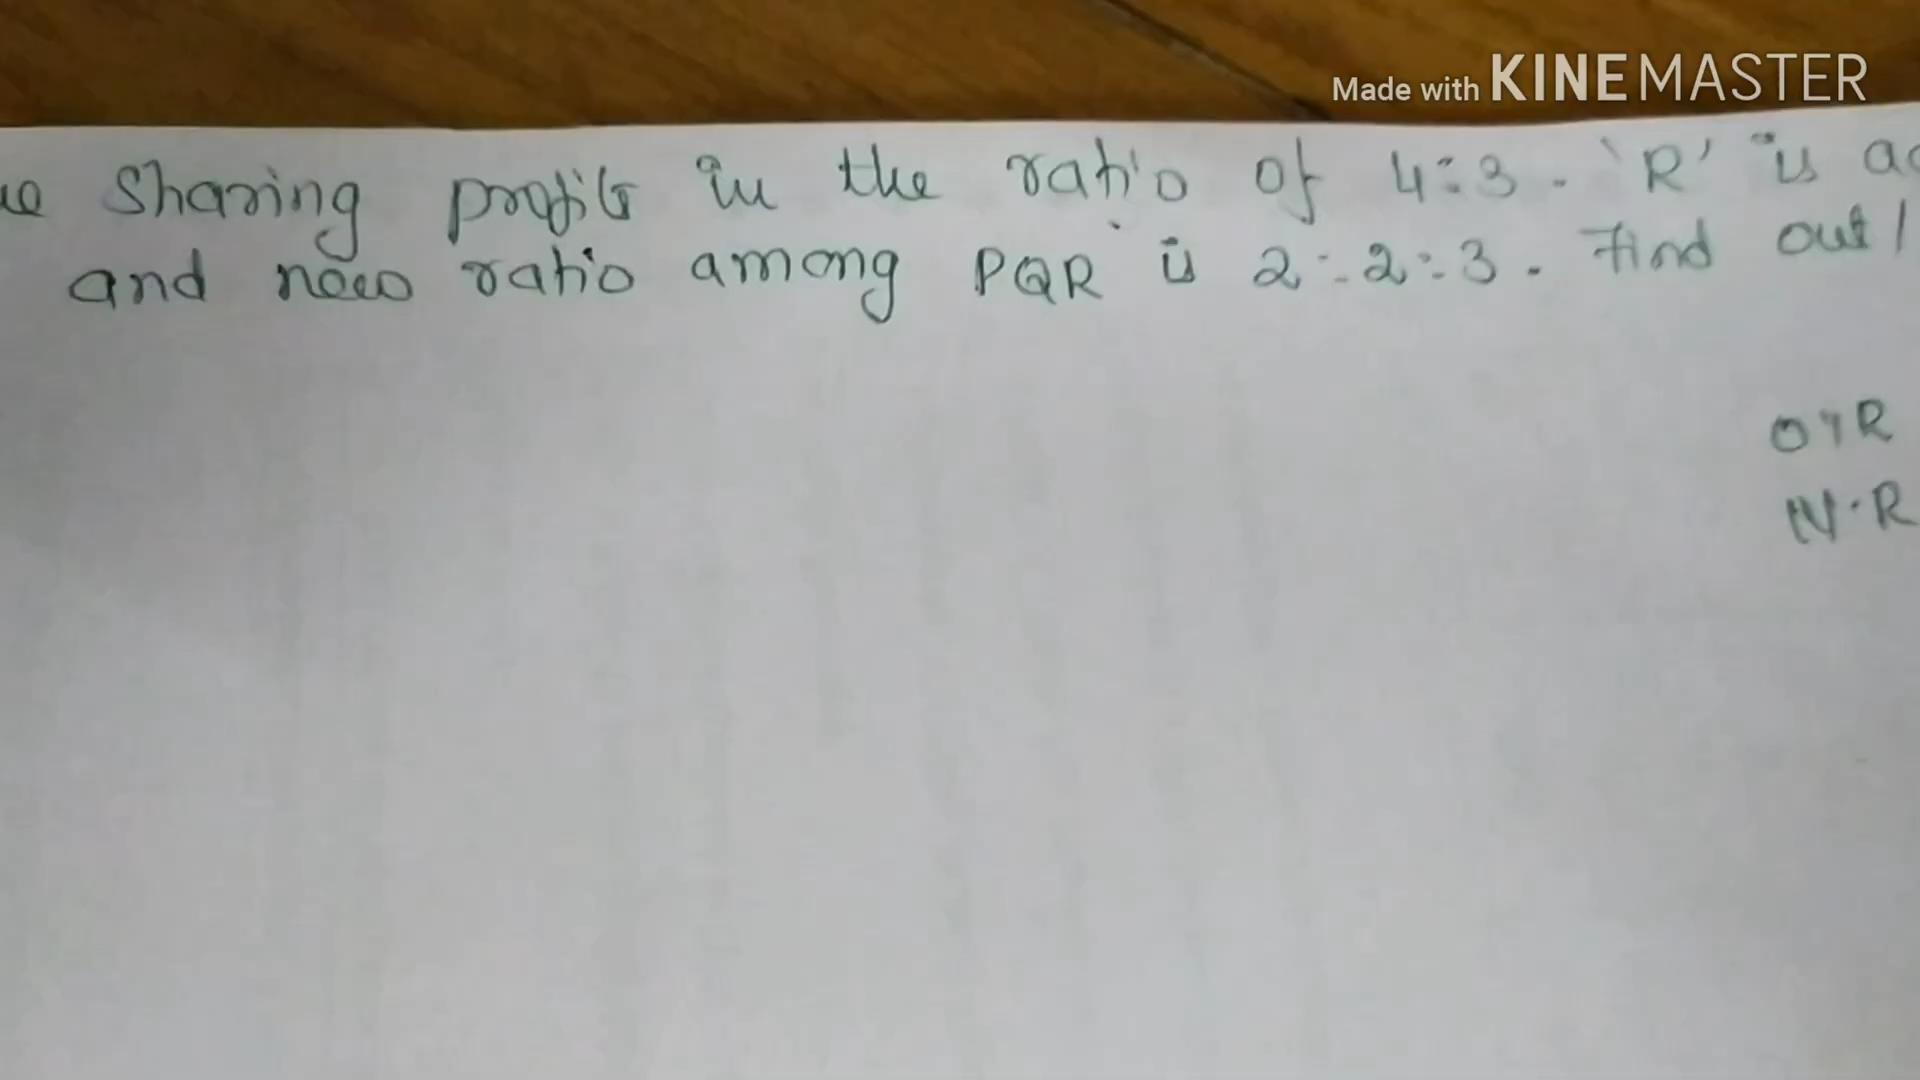 Made with KINEMASTER
sharing profits in the ratio of 4:3. 'R' is
and new ratio among PQR is 2:2:3. Find out
O R
N.R